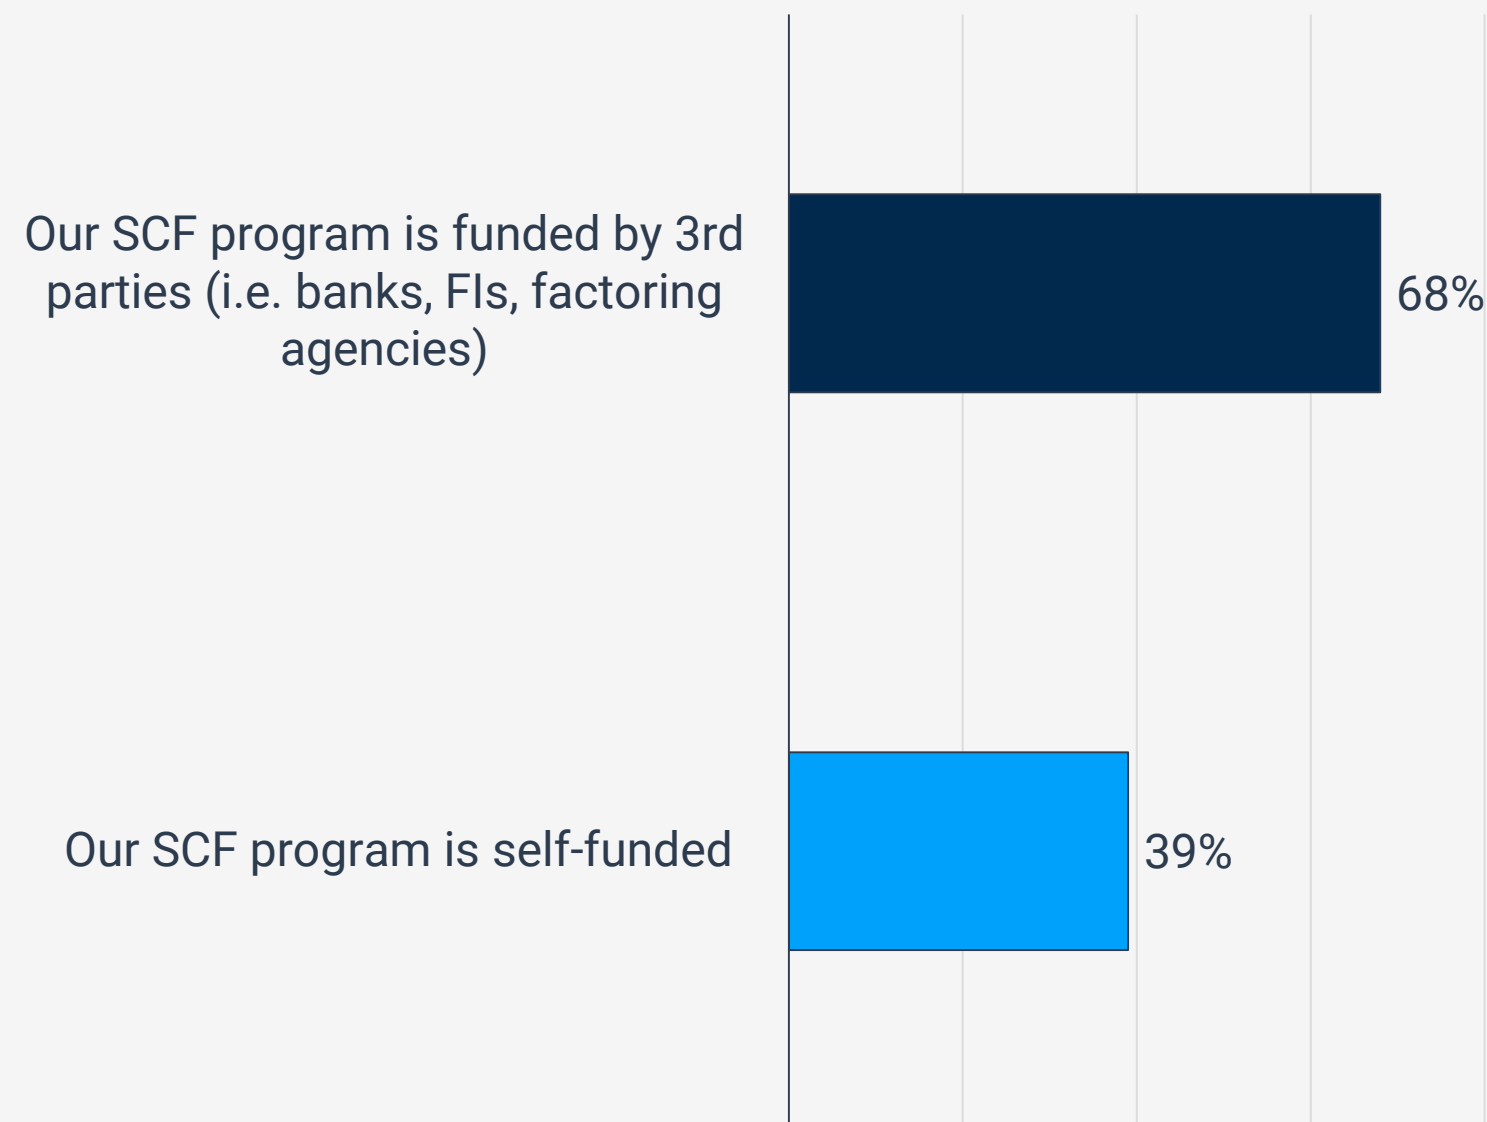 Our SCF program is funded by 3rd
parties (i.e. banks, FIs, factoring
agencies)
68%
Our SCF program is self-funded
39%